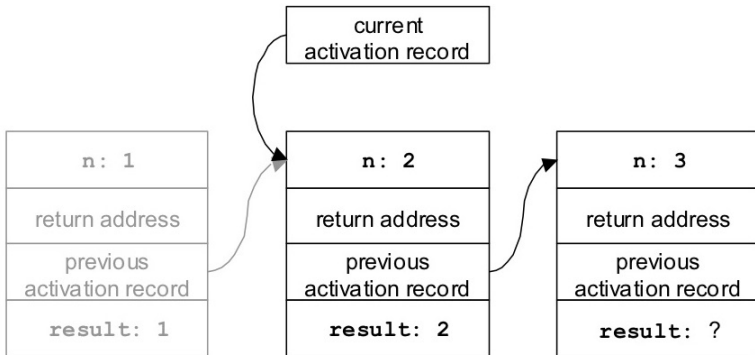 current
activation record
n: 1
return address
previous
activation record
result: 1
n: 2
return address
previous
activation record
result: 2
n: 3
return address
previous
activation record
result: ?